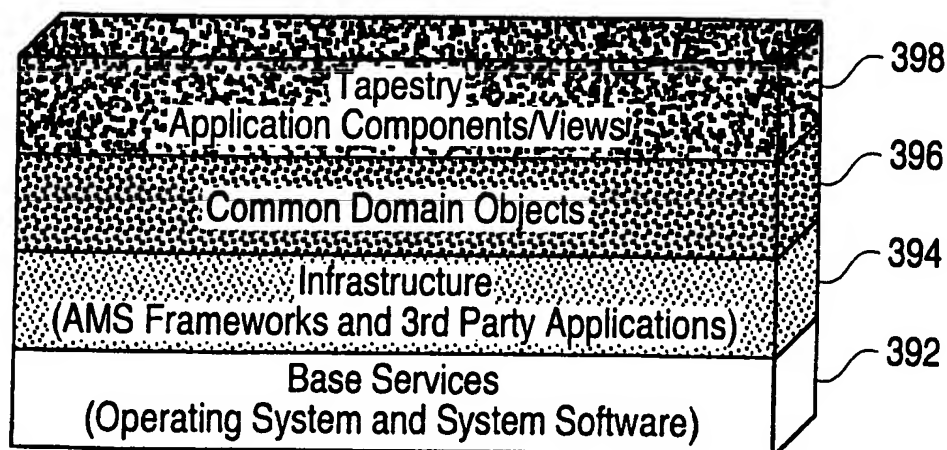 Tapestry
Application Components/Views
398
Common Domain Objects
396
Infrastructure
(AMS Frameworks and 3rd Party Applications)
394
Base Services
(Operating System and System Software)
392